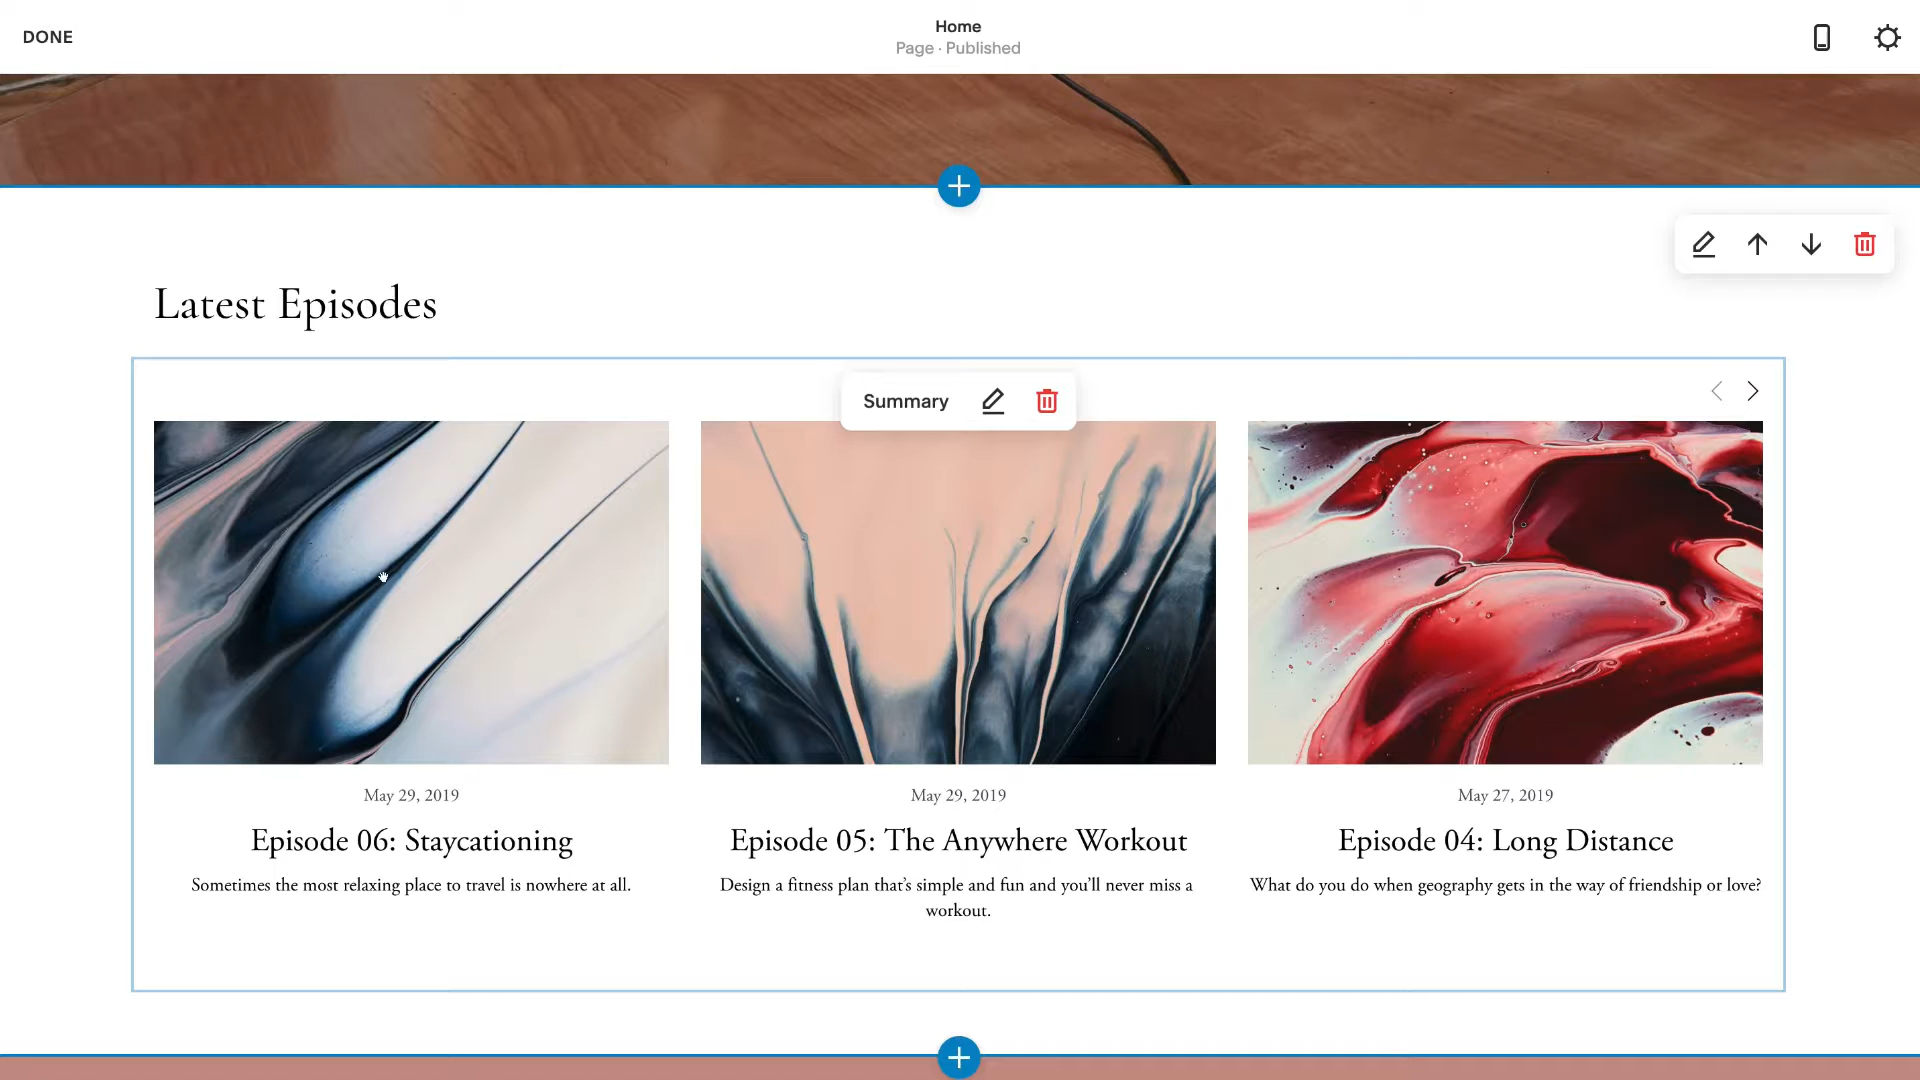 DONE
Home
Page · Published
Latest Episodes
Summary
May 29, 2019
Episode 06: Staycationing
Sometimes the most relaxing place to travel is nowhere at all.
May 29, 2019
Episode 05: The Anywhere Workout
Design a fitness plan that’s simple and fun and you’ll never miss a
workout.
May 27, 2019
Episode 04: Long Distance
What do you do when geography gets in the way of friendship or love?